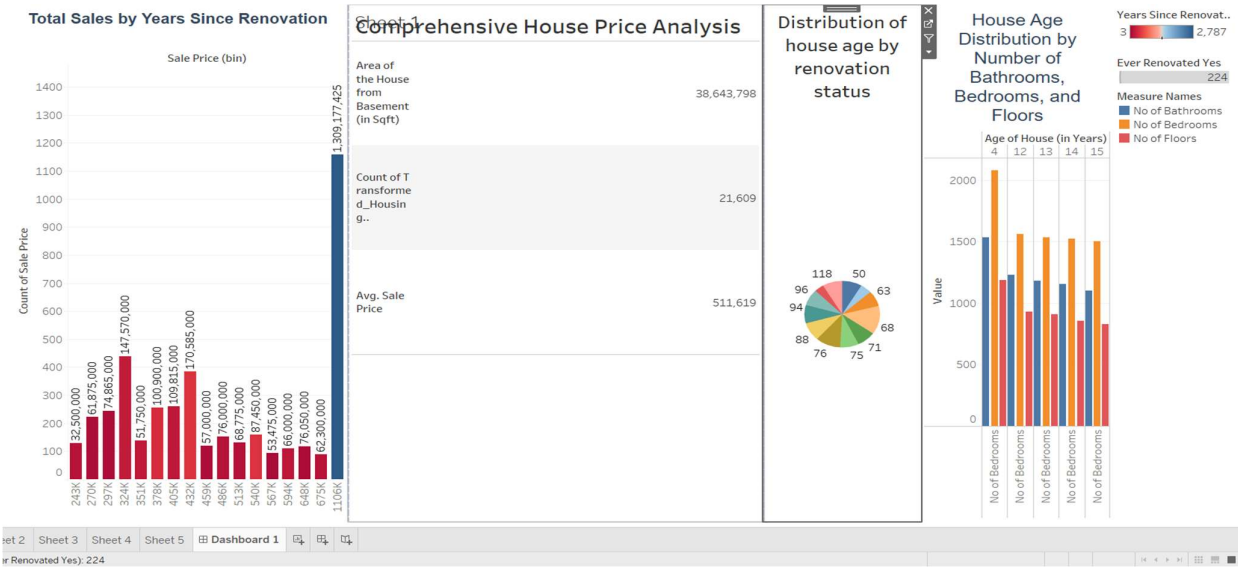 Total Sales by Years Since Renovation
Sale Price (bin)
Count of Sale Price
1400
1300
1200
1100
1000
900
800
700
600
500
400
300
200
100
0
32,500,000
61,875,000
74,865,000
147,570,000
51,750,000
100,900,000
109,815,000
170,585,000
57,000,000
76,000,000
68,775,000
87,450,000
53,475,000
66,000,000
76,050,000
62,300,000
1,309,177,425
243K
270K
297K
324K
351K
378K
405K
432K
459K
486K
513K
540K
567K
594K
648K
675K
1106K
Sheet 1
Comprehensive House Price Analysis
Area of
the House
from
Basement
(in Sqft)
38,643,798
Count of T
ransforme
d_Housin
g..
21,609
Avg. Sale
Price
511,619
Distribution of
house age by
renovation
status
118
50
96
63
94
68
88
71
76
75
House Age
Distribution by
Number of
Bathrooms,
Bedrooms, and
Floors
Age of House (in Years)
4 12 13 14 15
Value
2000
1500
1000
500
0
No of Bedrooms
No of Bedrooms
No of Bedrooms
No of Bedrooms
No of Bedrooms
Years Since Renovat..
3 2,787
Ever Renovated Yes
224
Measure Names
No of Bathrooms
No of Bedrooms
No of Floors
eet 2 Sheet 3 Sheet 4 Sheet 5 Dashboard 1
er Renovated Yes): 224